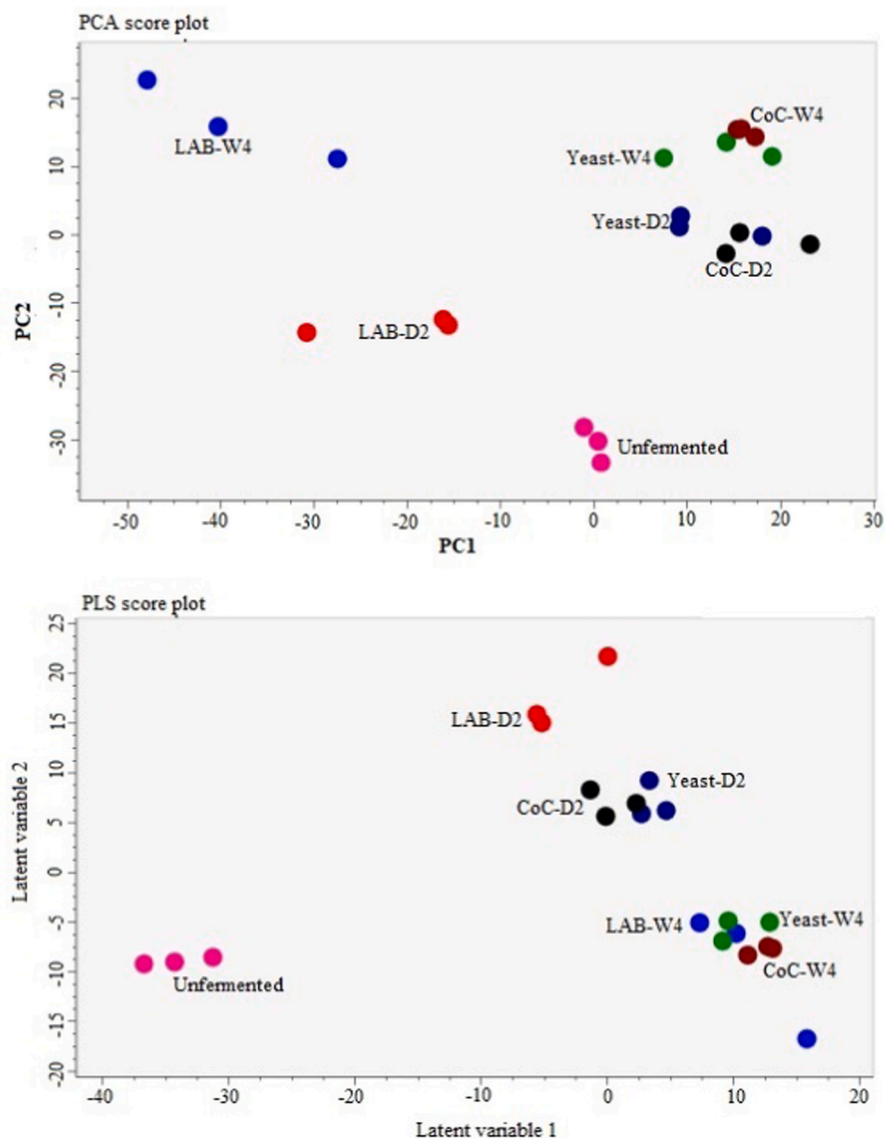 PCA score plot
20
10
0
-10
-20
-30
PC2
LAB-W4
CoC-W4
Yeast-W4
Yeast-D2
CoC-D2
LAB-D2
Unfermented
-50 -40 -30 -20 -10 0 10 20 30
PC1
PLS score plot
25
20
15
10
5
0
-5
-10
-15
-20
Latent variable 2
LAB-D2
Yeast-D2
CoC-D2
LAB-W4
Yeast-W4
CoC-W4
Unfermented
-40 -30 -20 -10 0 10 20
Latent variable 1